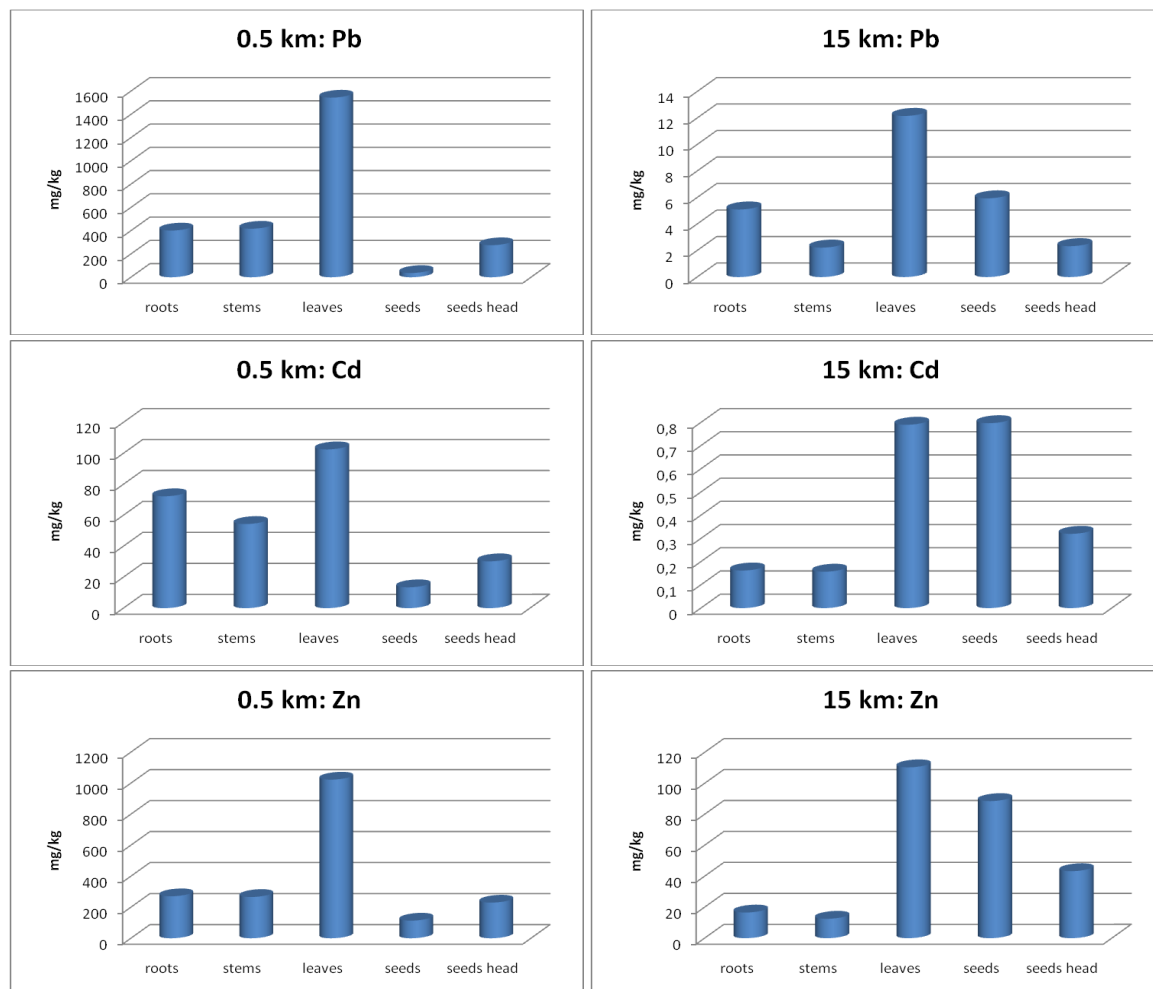 0.5 km: Pb
mg/kg
1600
1400
1200
1000
800
600
400
200
0
roots stems leaves seeds seeds head
15 km: Pb
mg/kg
14
12
10
8
6
4
2
0
roots stems leaves seeds seeds head
0.5 km: Cd
mg/kg
120
100
80
60
40
20
0
roots stems leaves seeds seeds head
15 km: Cd
mg/kg
0,8
0,7
0,6
0,5
0,4
0,3
0,2
0,1
0
roots stems leaves seeds seeds head
0.5 km: Zn
mg/kg
1200
1000
800
600
400
200
0
roots stems leaves seeds seeds head
15 km: Zn
mg/kg
120
100
80
60
40
20
0
roots stems leaves seeds seeds head